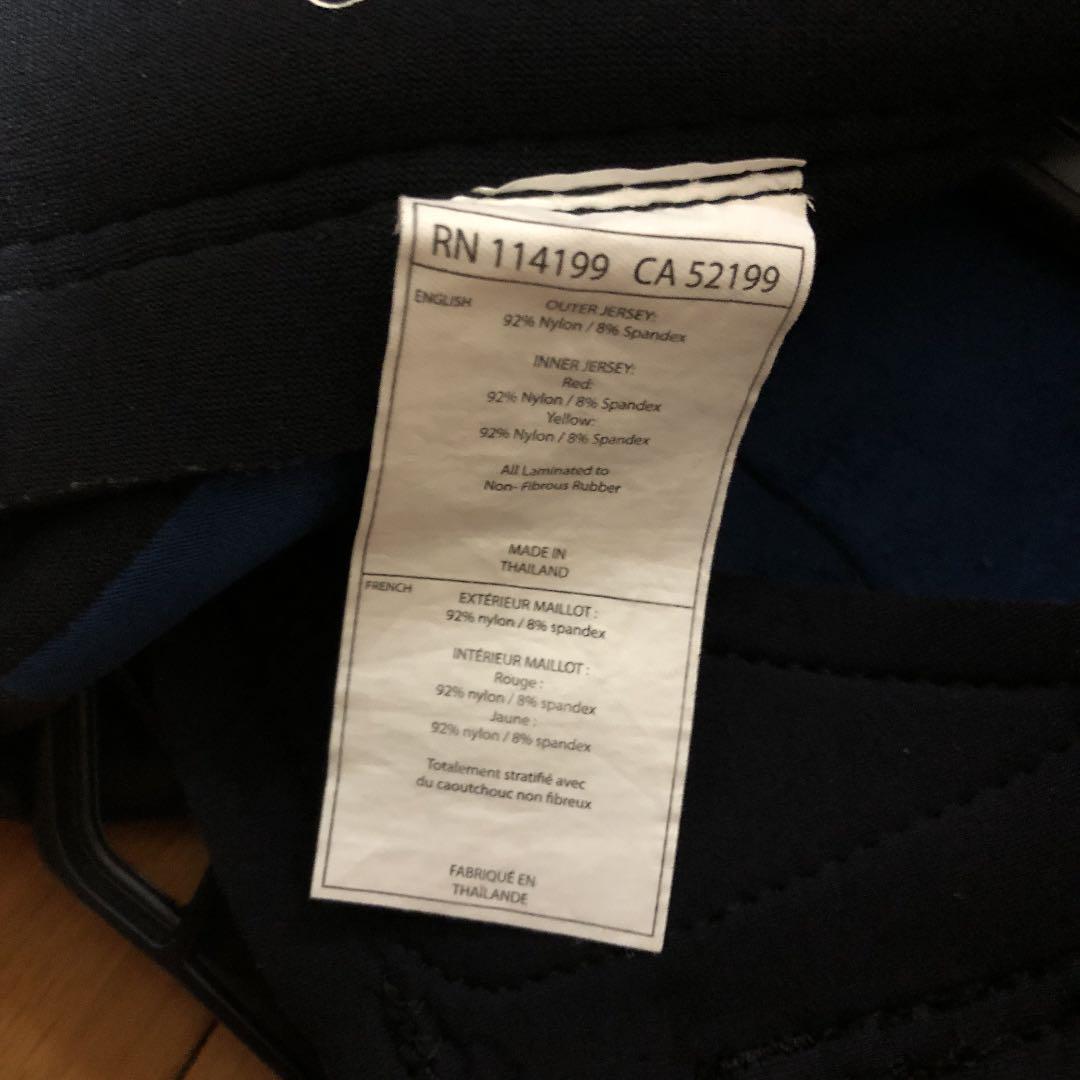 RN 114199 CA 52199
ENGLISH
OUTER JERSEY:
92% Nylon / 8% Spandex
INNER JERSEY:
Red:
92% Nylon / 8% Spandex
Yellow:
92% Nylon / 8% Spandex
All Laminated to
Non- Fibrous Rubber
MADE IN
THAILAND
FRENCH
EXTÉRIEUR MAILLOT :
92% nylon / 8% spandex
INTÉRIEUR MAILLOT :
Rouge :
92% nylon / 8% spandex
Jaune :
92% nylon / 8% spandex
Totalement stratifié avec
du caoutchouc non fibreux
FABRIQUÉ EN
THAÏLANDE